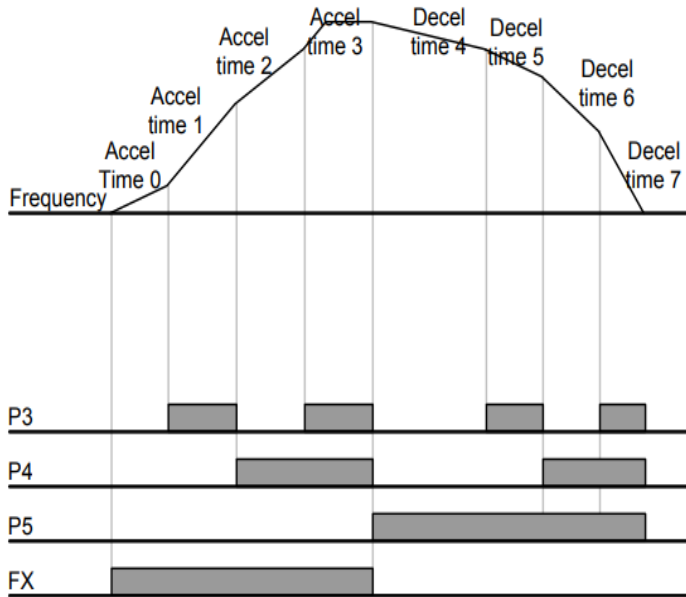 Accel
time 3
Decel
time 4
Decel
time 5
Accel
time 2
Decel
time 6
Accel
time 1
Accel
Time 0
Decel
time 7
Frequency
P3
P4
P5
FX